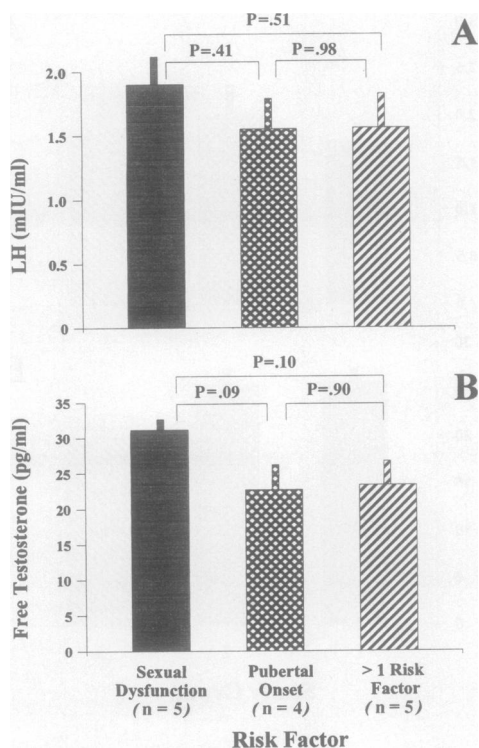 P=.51
A
P=.41
P=.98
2.0
1.5
1.0
0.5
0
LH (mIU/ml)
P=.10
B
P=.09
P=.90
35
30
25
20
15
10
5
0
Free Testosterone (pg/ml)
Sexual Pubertal > 1 Risk
Dysfunction Onset Factor
( n = 5 ) ( n = 4 ) ( n = 5 )
Risk Factor